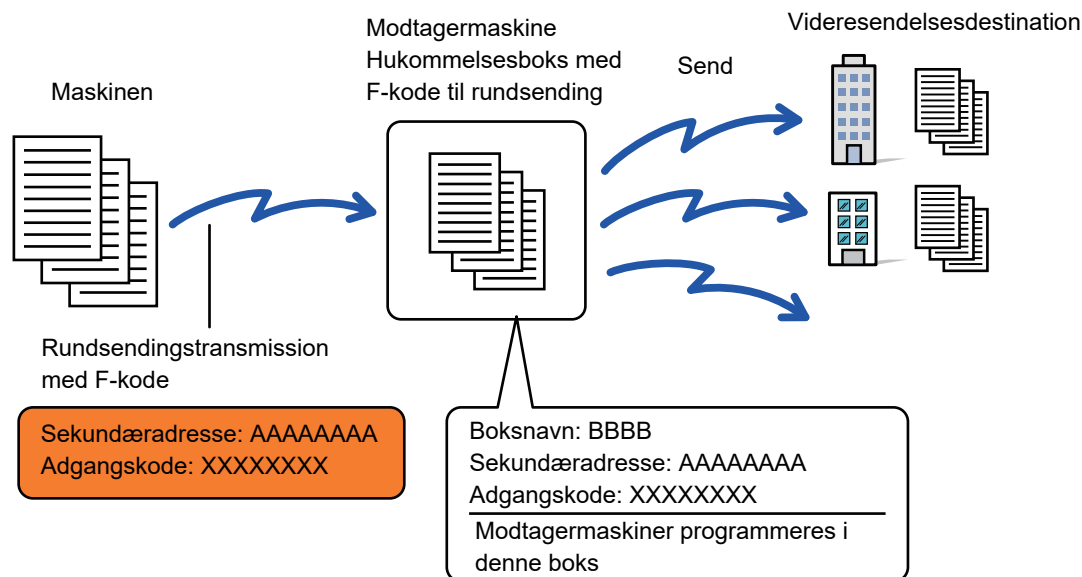 Maskinen
Modtagermaskine
Hukommelsesboks med
F-kode til rundsending
Send
Videresendelsesdestination
Rundsendingstransmission
med F-kode
Sekundæradresse: AAAAAAAA
Adgangskode: XXXXXXXX
Boksnavn: BBBB
Sekundæradresse: AAAAAAAA
Adgangskode: XXXXXXXX
Modtagermaskiner programmeres i
denne boks